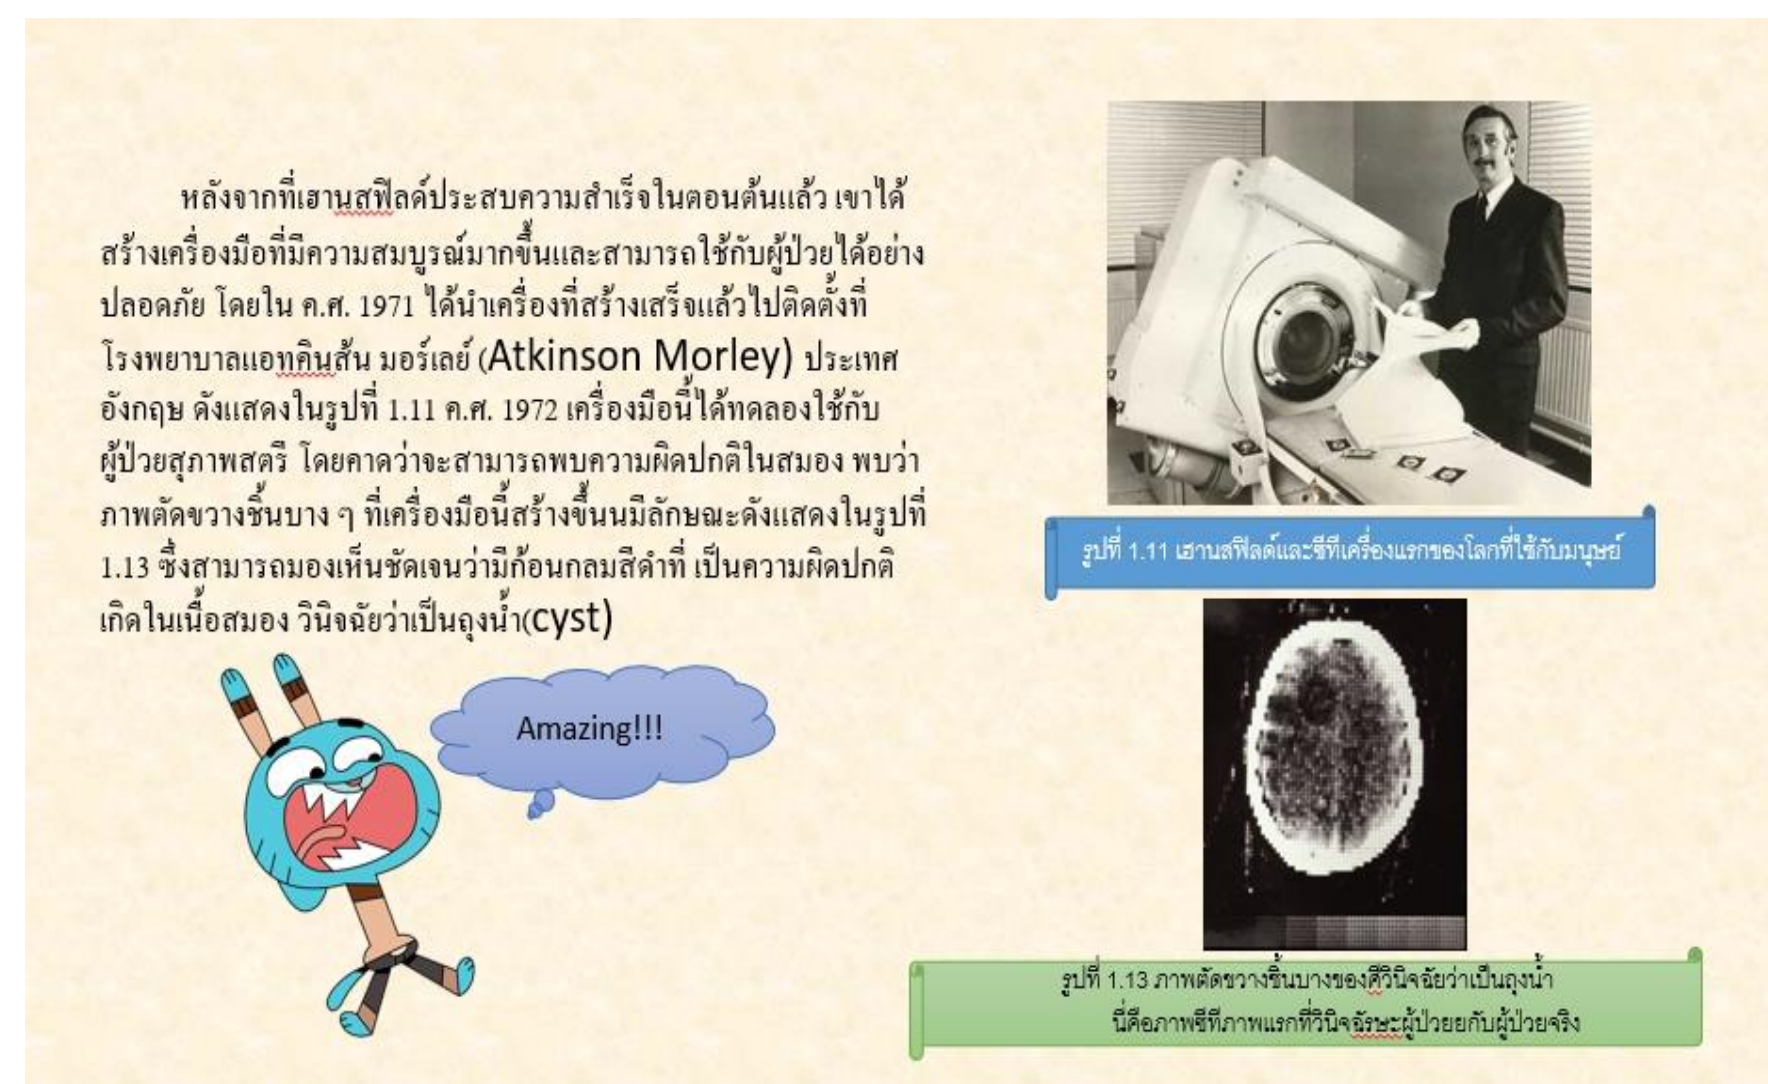 หลังจากที่เฮานสฟิลด์ประสบความสำเร็จในตอนต้นแล้ว เขาได้
สร้างเครื่องมือที่มีความสมบูรณ์มากขึ้นและสามารถใช้กับผู้ป่วยได้อย่าง
ปลอดภัย โดยใน ค.ศ. 1971 ได้นำเครื่องที่สร้างเสร็จแล้วไปติดตั้งที่
โรงพยาบาลแอทคินสัน มอร์เลย์ (Atkinson Morley) ประเทศ
อังกฤษ ดังแสดงในรูปที่ 1.11 ค.ศ. 1972 เครื่องมือนี้ได้ทดลองใช้กับ
ผู้ป่วยสุภาพสตรี โดยคาดว่าจะสามารถพบความผิดปกติในสมอง พบว่า
ภาพตัดขวางชิ้นบาง ๆ ที่เครื่องมือนี้สร้างขึ้นนมีลักษณะดังแสดงในรูปที่
1.13 ซึ่งสามารถมองเห็นชัดเจนว่ามีก้อนกลมสีดำที่ เป็นความผิดปกติ
เกิดในเนื้อสมอง วินิจฉัยว่าเป็นถุงน้ำ(cyst)
Amazing!!!
รูปที่ 1.11 เฮานสฟิลด์และซีทีเครื่องแรกของโลกที่ใช้กับมนุษย์
รูปที่ 1.13 ภาพตัดขวางชิ้นบางของศีวินิจฉัยว่าเป็นถุงน้ำ
นี่คือภาพซีทีภาพแรกที่วินิจฉัรษะผู้ป่วยยกับผู้ป่วยจริง